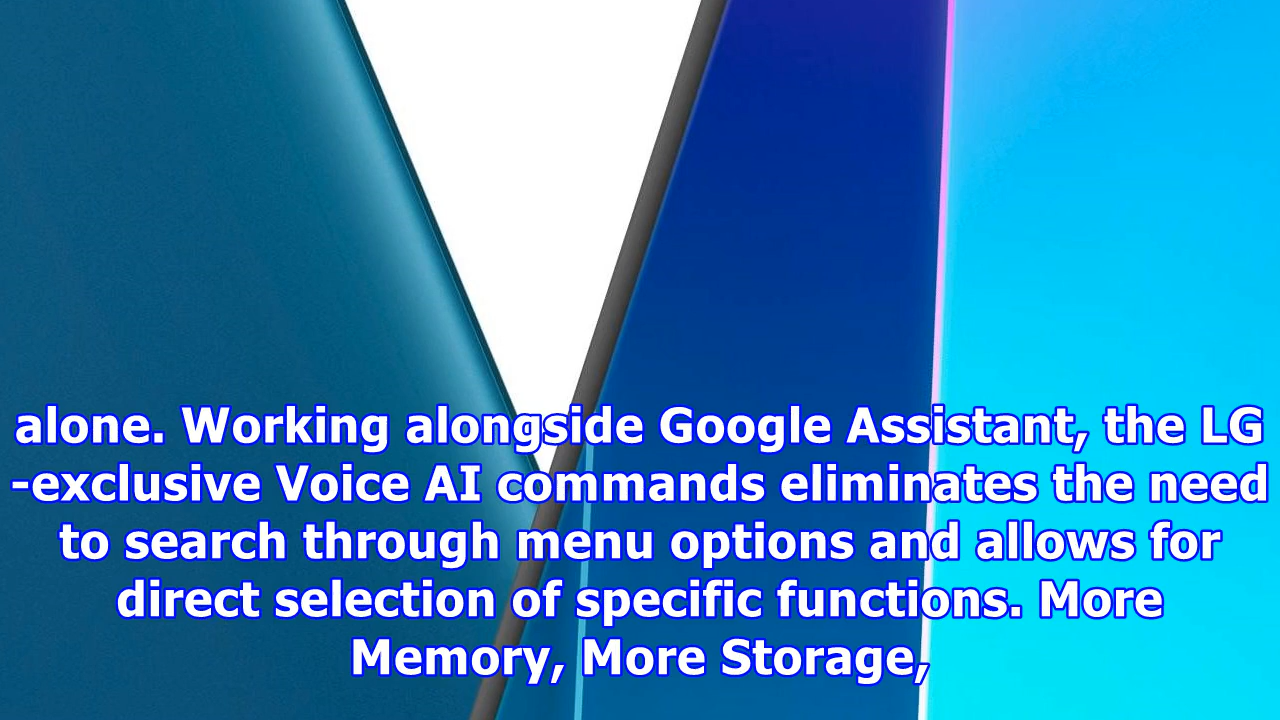 alone. Working alongside Google Assistant, the LG
-exclusive Voice AI commands eliminates the need
to search through menu options and allows for
direct selection of specific functions. More
Memory, More Storage,